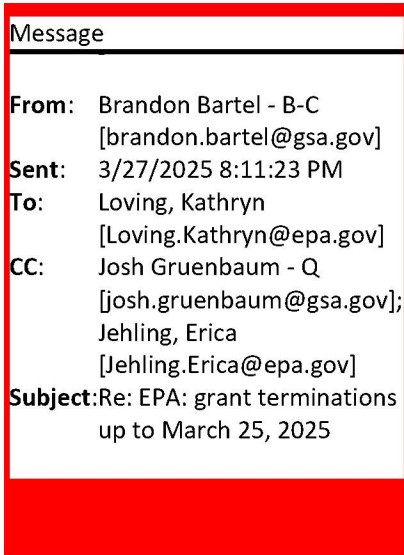 Message
From: Brandon Bartel - B-C
[brandon.bartel@gsa.gov]
Sent: 3/27/2025 8:11:23 PM
To: Loving, Kathryn
[Loving.Kathryn@epa.gov]
CC: Josh Gruenbaum - Q
[josh.gruenbaum@gsa.gov];
Jehling, Erica
[Jehling.Erica@epa.gov]
Subject:Re: EPA: grant terminations
up to March 25, 2025